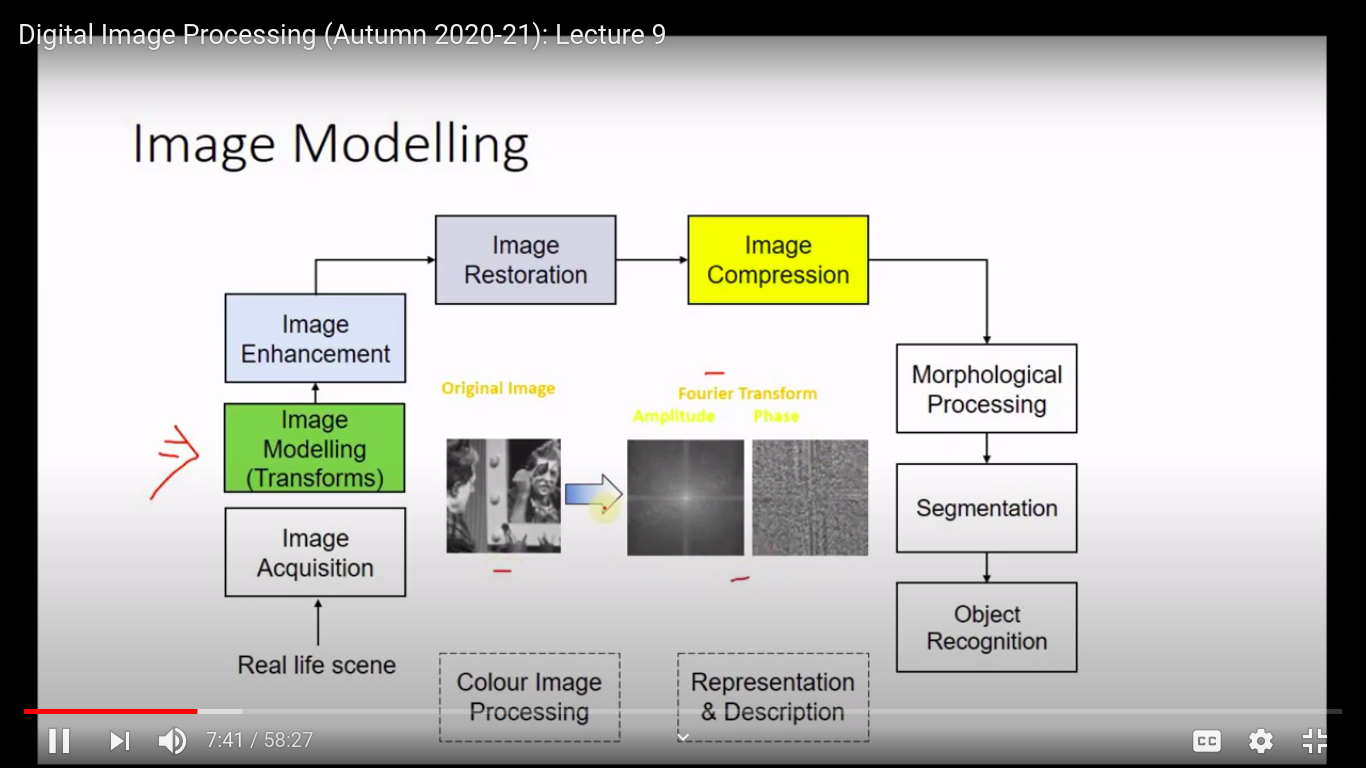 Digital Image Processing (Autumn 2020-21): Lecture 9
Image Modelling
Image
Restoration
Image
Compression
Image
Enhancement
Image
Modelling
(Transforms)
Image
Acquisition
Real life scene
Original Image
Fourier Transform
Amplitude Phase
Morphological
Processing
Segmentation
Object
Recognition
Colour Image
Processing
Representation
& Description
7:41 / 58:27
CC